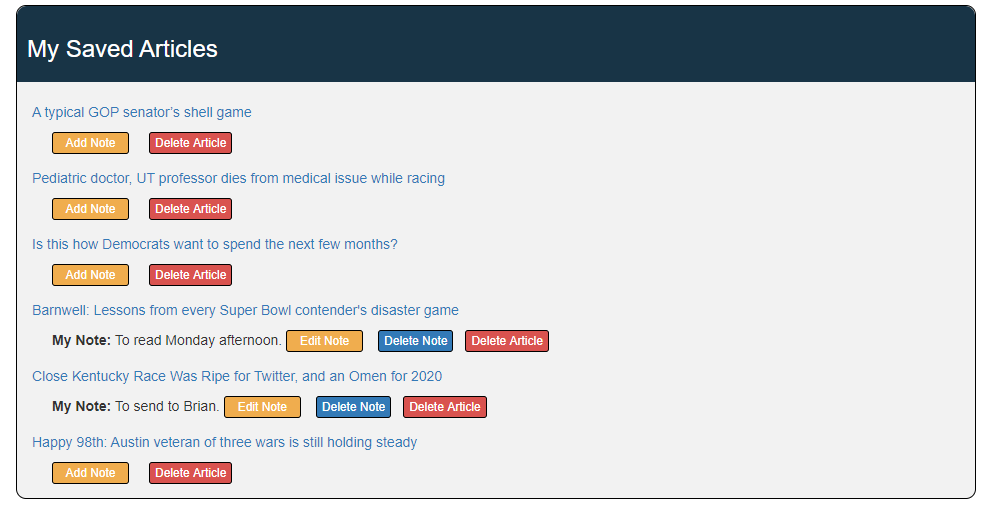 My Saved Articles
A typical GOP senator’s shell game
Add Note Delete Article
Pediatric doctor, UT professor dies from medical issue while racing
Add Note Delete Article
Is this how Democrats want to spend the next few months?
Add Note Delete Article
Barnwell: Lessons from every Super Bowl contender's disaster game
My Note: To read Monday afternoon. Edit Note Delete Note Delete Article
Close Kentucky Race Was Ripe for Twitter, and an Omen for 2020
My Note: To send to Brian. Edit Note Delete Note Delete Article
Happy 98th: Austin veteran of three wars is still holding steady
Add Note Delete Article